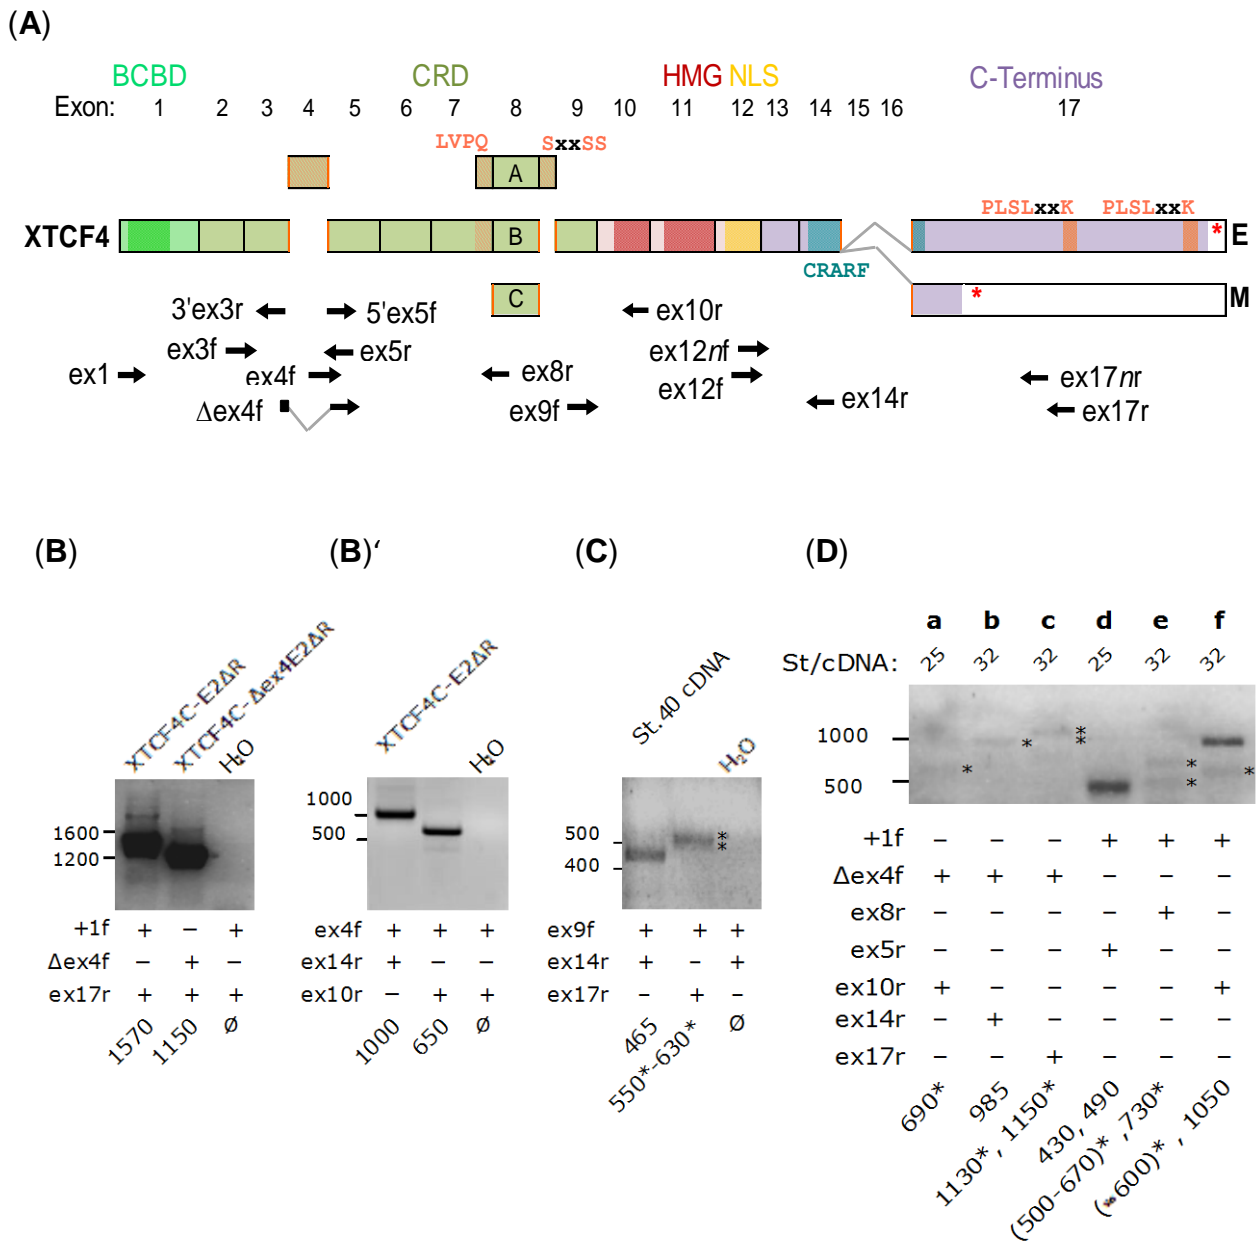 (A)
BCBD CRD HMG NLS C-Terminus
Exon: 1 2 3 4 5 6 7 8 9 10 11 12 13 14 15 16 17
LVPQ SxxSS
A
PLSLxxK PLSLxxK
XTCF4 B * E
CRARF
C * M
3'ex3r 5'ex5f ex10r
ex3f ex5r ex12nf
ex1 ex4f ex8r ex12f ex17nr
Δex4f ex9f ex14r ex17r
(B)
XTCF4C-E2ΔR
XTCF4C-Δex4E2ΔR
H2O
1600
1200
+1f + – +
Δex4f – + –
ex17r + + +
1570 1150 Ø
(B)‘
XTCF4C-E2ΔR
H2O
1000
500
ex4f + + +
ex14r + – –
ex10r – + +
1000 650 Ø
(C)
St. 40 cDNA
H2O
500 *
400 *
ex9f + + +
ex14r + – +
ex17r – + –
465 550*-630* Ø
(D)
a b c d e f
St/cDNA: 25 32 32 25 32 32
1000 * * *
500 * * * *
+1f – – – + + +
Δex4f + + + – – –
ex8r – – – – + –
ex5r – – – + – –
ex10r + – – – – +
ex14r – + – – – –
ex17r – – + – – –
690* 985 1130*, 1150* 430, 490 (500-670)* ,730* ( 600)* , 1050